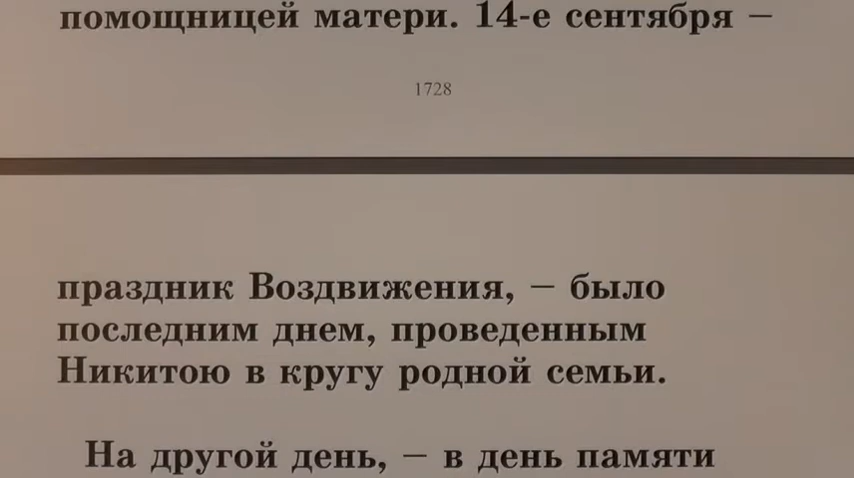 помощницей матери. 14-е сентября –
1728
праздник Воздвижения, – было
последним днем, проведенным
Никитою в кругу родной семьи.
На другой день, – в день памяти